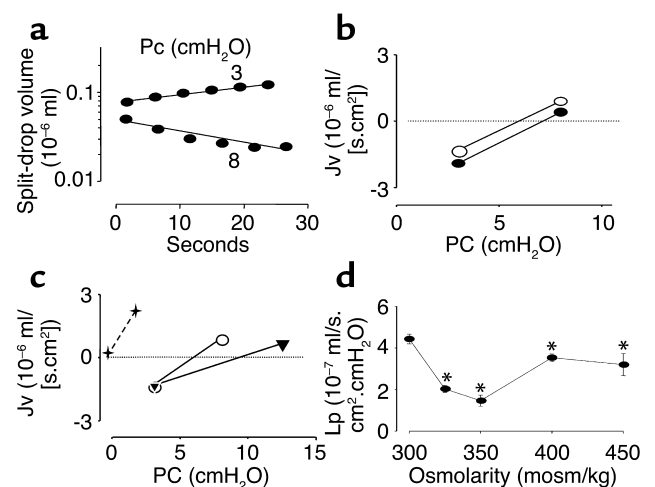 a
Pc (cmH₂O)
Split-drop volume
(10⁻⁶ ml)
0.1
0.01
3
8
0 10 20 30
Seconds
b
Jv (10⁻⁶ ml/
[s.cm²])
3
0
-3
0 5 10
PC (cmH₂O)
c
Jv (10⁻⁶ ml/
[s.cm²])
3
0
-3
0 5 10 15
PC (cmH₂O)
d
Lp (10⁻⁷ ml/s.
cm².cmH₂O)
6
4
2
0
* * * *
300 350 400 450
Osmolarity (mosm/kg)